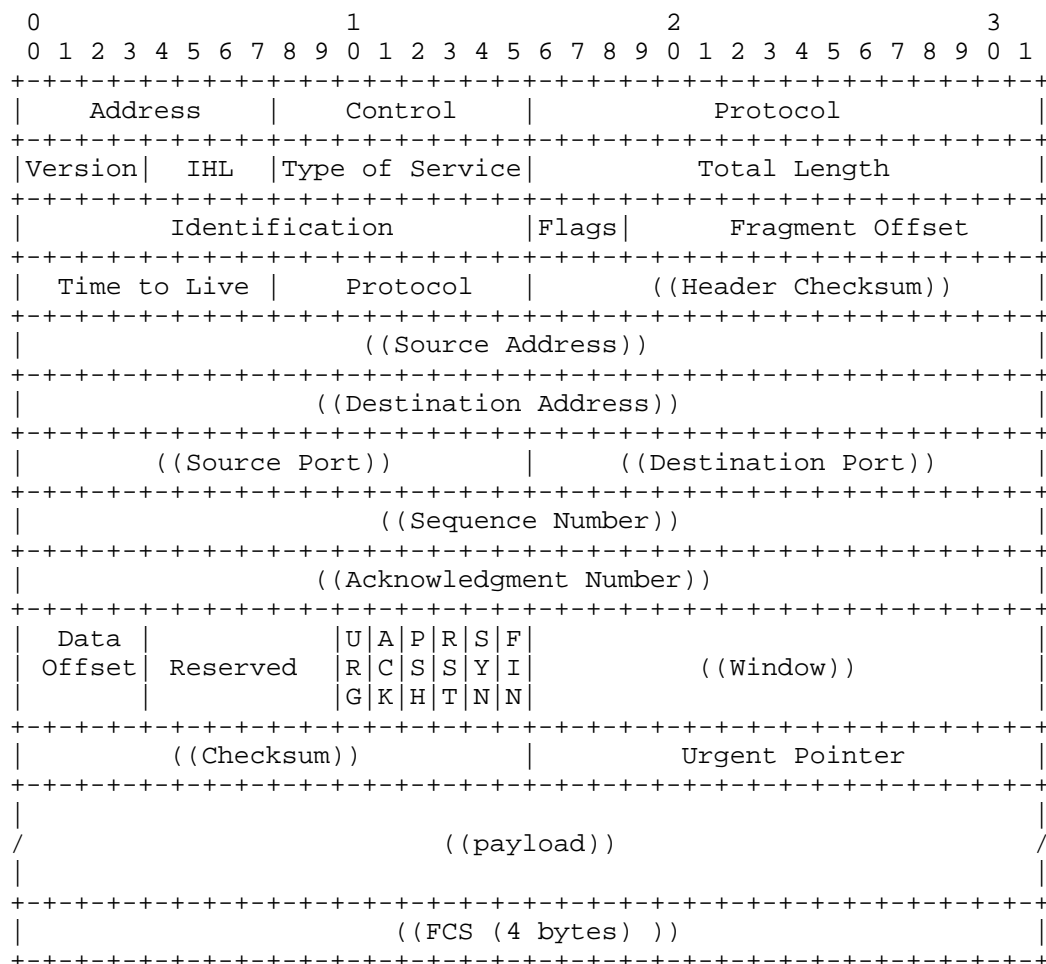 0                   1                   2                   3
0 1 2 3 4 5 6 7 8 9 0 1 2 3 4 5 6 7 8 9 0 1 2 3 4 5 6 7 8 9 0 1
+-+-+-+-+-+-+-+-+-+-+-+-+-+-+-+-+-+-+-+-+-+-+-+-+-+-+-+-+-+-+-+-+
|    Address    |    Control    |           Protocol            |
+-+-+-+-+-+-+-+-+-+-+-+-+-+-+-+-+-+-+-+-+-+-+-+-+-+-+-+-+-+-+-+-+
|Version|  IHL  |Type of Service|          Total Length         |
+-+-+-+-+-+-+-+-+-+-+-+-+-+-+-+-+-+-+-+-+-+-+-+-+-+-+-+-+-+-+-+-+
|         Identification        |Flags|      Fragment Offset    |
+-+-+-+-+-+-+-+-+-+-+-+-+-+-+-+-+-+-+-+-+-+-+-+-+-+-+-+-+-+-+-+-+
|  Time to Live |    Protocol   |       ((Header Checksum))     |
+-+-+-+-+-+-+-+-+-+-+-+-+-+-+-+-+-+-+-+-+-+-+-+-+-+-+-+-+-+-+-+-+
|                     ((Source Address))                        |
+-+-+-+-+-+-+-+-+-+-+-+-+-+-+-+-+-+-+-+-+-+-+-+-+-+-+-+-+-+-+-+-+
|                  ((Destination Address))                      |
+-+-+-+-+-+-+-+-+-+-+-+-+-+-+-+-+-+-+-+-+-+-+-+-+-+-+-+-+-+-+-+-+
|        ((Source Port))        |     ((Destination Port))      |
+-+-+-+-+-+-+-+-+-+-+-+-+-+-+-+-+-+-+-+-+-+-+-+-+-+-+-+-+-+-+-+-+
|                      ((Sequence Number))                      |
+-+-+-+-+-+-+-+-+-+-+-+-+-+-+-+-+-+-+-+-+-+-+-+-+-+-+-+-+-+-+-+-+
|                  ((Acknowledgment Number))                    |
+-+-+-+-+-+-+-+-+-+-+-+-+-+-+-+-+-+-+-+-+-+-+-+-+-+-+-+-+-+-+-+-+
|  Data |           |U|A|P|R|S|F|                               |
| Offset| Reserved  |R|C|S|S|Y|I|          ((Window))           |
|       |           |G|K|H|T|N|N|                               |
+-+-+-+-+-+-+-+-+-+-+-+-+-+-+-+-+-+-+-+-+-+-+-+-+-+-+-+-+-+-+-+-+
|         ((Checksum))          |         Urgent Pointer        |
+-+-+-+-+-+-+-+-+-+-+-+-+-+-+-+-+-+-+-+-+-+-+-+-+-+-+-+-+-+-+-+-+
|                                                               |
/                          ((payload))                          /
|                                                               |
+-+-+-+-+-+-+-+-+-+-+-+-+-+-+-+-+-+-+-+-+-+-+-+-+-+-+-+-+-+-+-+-+
|                       ((FCS (4 bytes) ))                      |
+-+-+-+-+-+-+-+-+-+-+-+-+-+-+-+-+-+-+-+-+-+-+-+-+-+-+-+-+-+-+-+-+